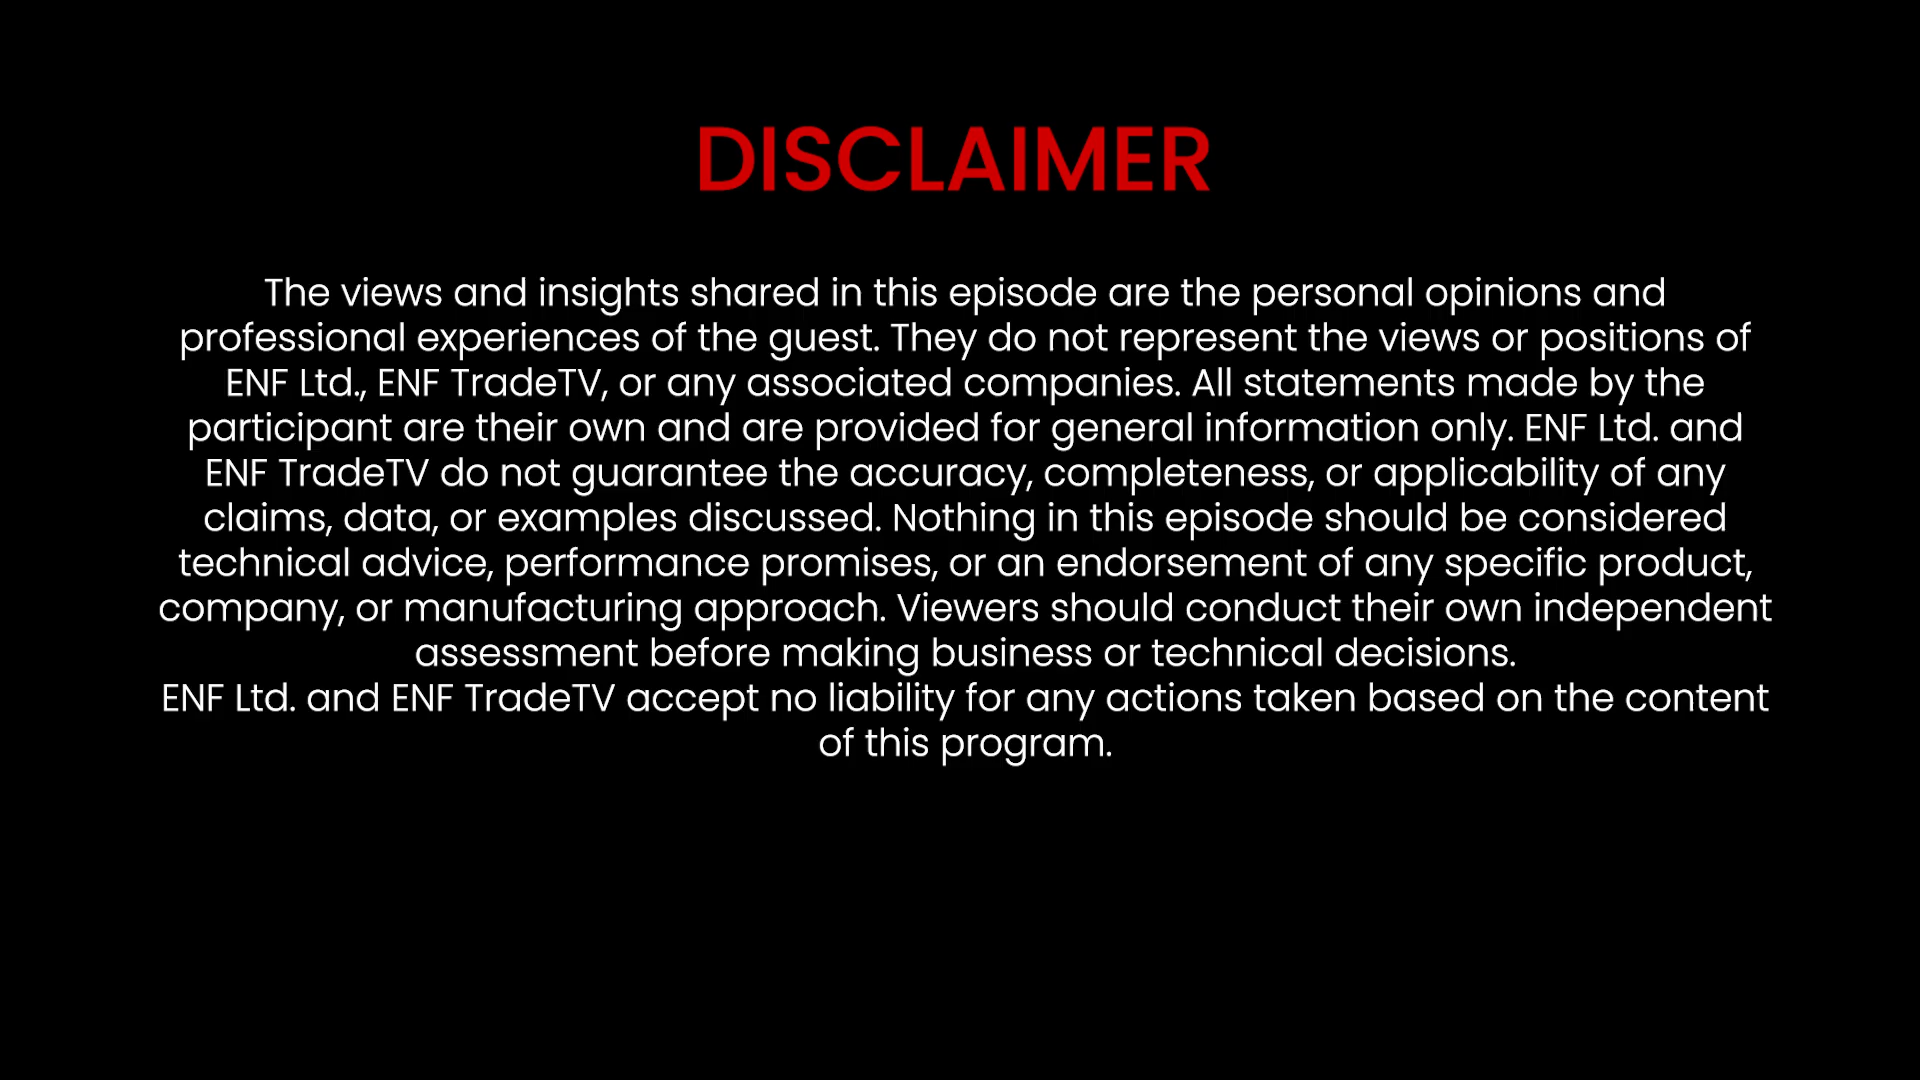 DISCLAIMER
The views and insights shared in this episode are the personal opinions and
professional experiences of the guest. They do not represent the views or positions of
ENF Ltd., ENF TradeTV, or any associated companies. All statements made by the
participant are their own and are provided for general information only. ENF Ltd. and
ENF TradeTV do not guarantee the accuracy, completeness, or applicability of any
claims, data, or examples discussed. Nothing in this episode should be considered
technical advice, performance promises, or an endorsement of any specific product,
company, or manufacturing approach. Viewers should conduct their own independent
assessment before making business or technical decisions.
ENF Ltd. and ENF TradeTV accept no liability for any actions taken based on the content
of this program.